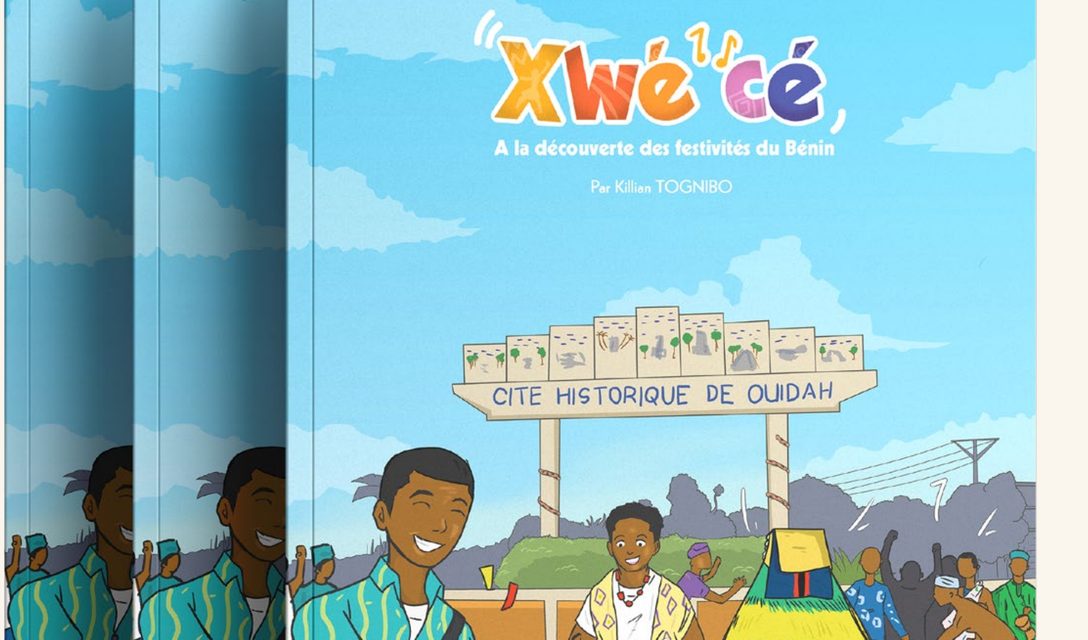 Xwé cé
A la découverte des festivités du Bénin
Par Killian TOGNIBO
CITE HISTORIQUE DE OUIDAH